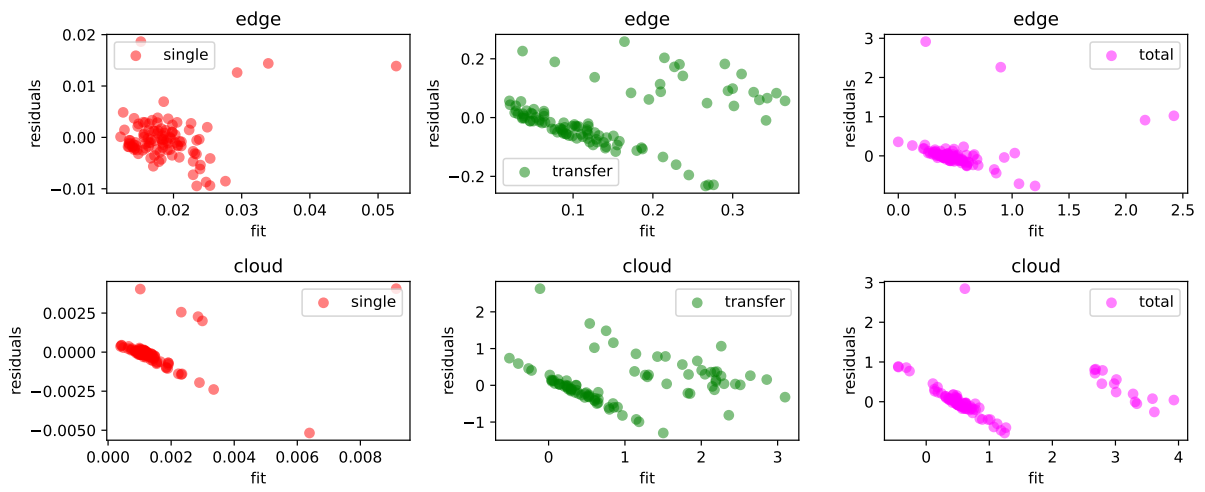 edge
0.02
0.01
0.00
−0.01
residuals
single
0.02
0.03
0.04
0.05
fit
edge
0.2
0.0
−0.2
residuals
transfer
0.1
0.2
0.3
fit
edge
3
2
1
0
residuals
total
0.0
0.5
1.0
1.5
2.0
2.5
fit
cloud
0.0025
0.0000
−0.0025
−0.0050
residuals
single
0.000
0.002
0.004
0.006
0.008
fit
cloud
2
1
0
−1
residuals
transfer
0
1
2
3
fit
cloud
3
2
1
0
residuals
total
0
1
2
3
4
fit